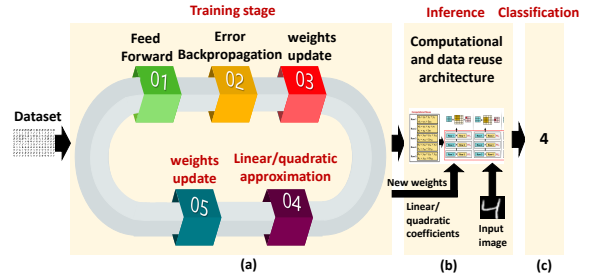 Training stage
Inference
Classification
Feed
Forward
Error
Backpropagation
weights
update
Computational
and data reuse
architecture
01
02
03
Dataset
4
weights
update
Linear/quadratic
approximation
05
04
New weights
Linear/
quadratic
coefficients
Input
image
4
(a)
(b)
(c)